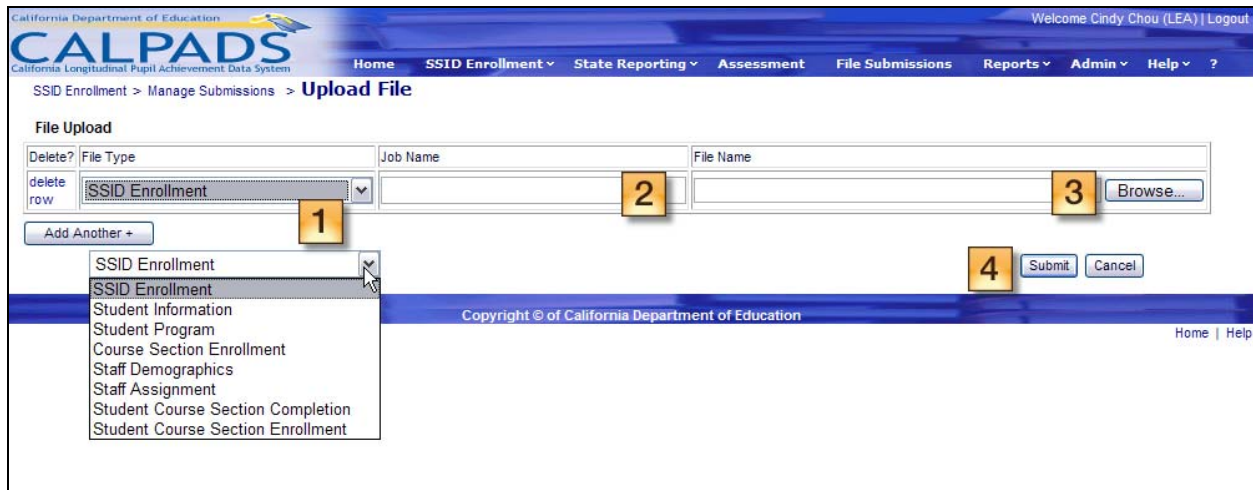 California Department of Education
Welcome Cindy Chou (LEA) | Logout
CALPADS
California Longitudinal Pupil Achievement Data System
Home SSID Enrollment State Reporting Assessment File Submissions Reports Admin Help ?
SSID Enrollment > Manage Submissions > Upload File
File Upload
Delete? File Type Job Name File Name
delete row SSID Enrollment 2 3 Browse...
1
Add Another +
SSID Enrollment
4 Submit Cancel
SSID Enrollment
Student Information
Student Program
Course Section Enrollment
Staff Demographics
Staff Assignment
Student Course Section Completion
Student Course Section Enrollment
Copyright © of California Department of Education
Home | Help